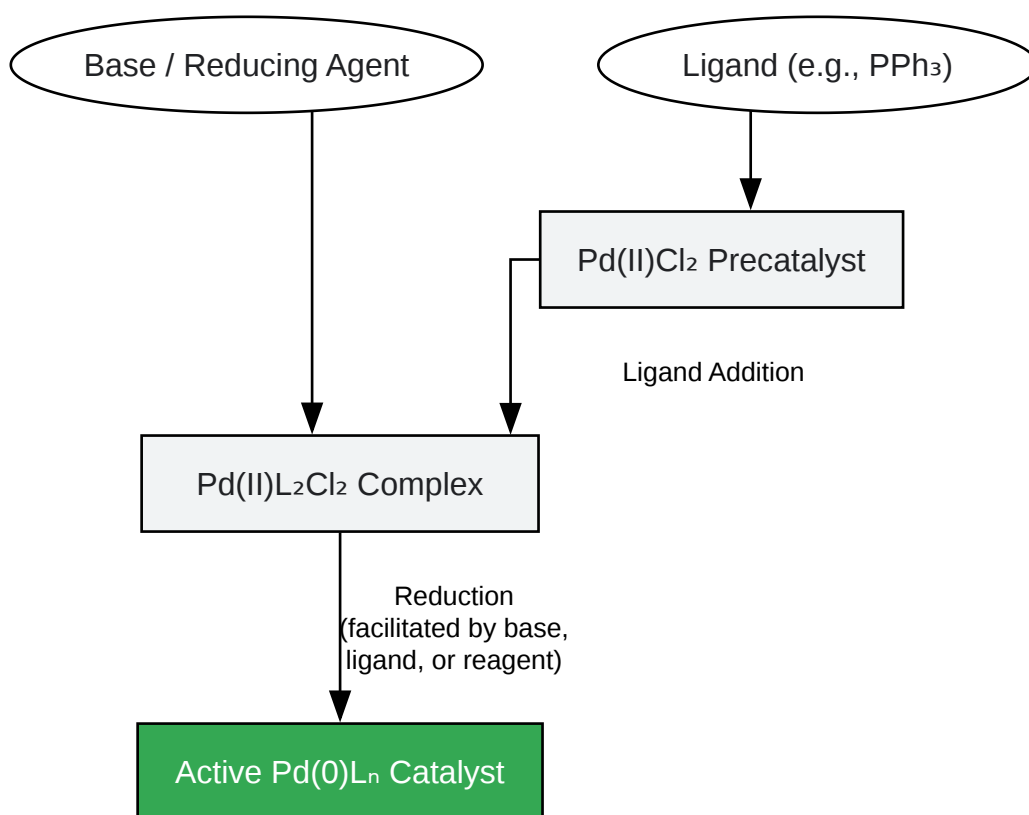 Base / Reducing Agent
Ligand (e.g., PPh₃)
Pd(II)Cl₂ Precatalyst
Ligand Addition
Pd(II)L₂Cl₂ Complex
Reduction
(facilitated by base,
ligand, or reagent)
Active Pd(0)Lₙ Catalyst